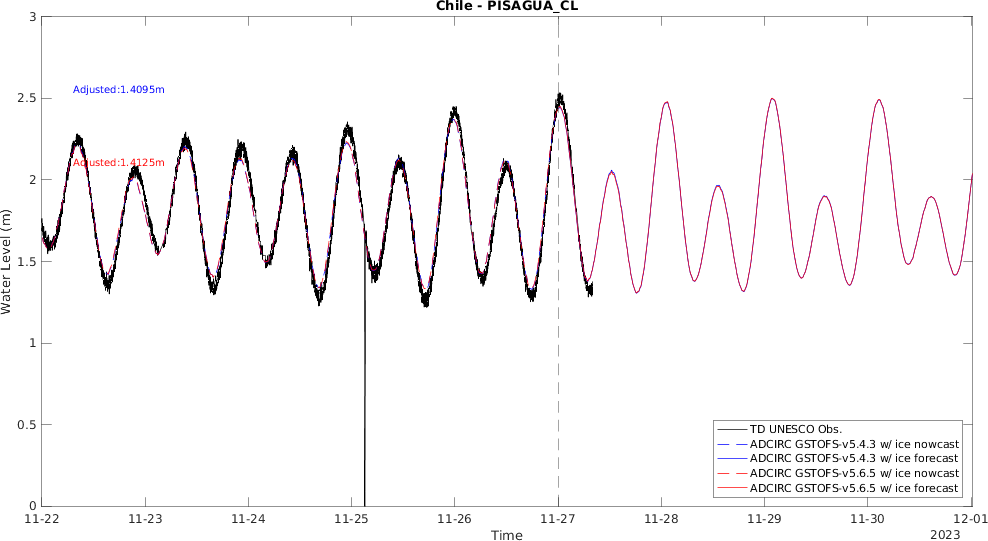 Chile - PISAGUA_CL
3
2.5
2
1.5
1
0.5
0
Water Level (m)
Adjusted:1.4095m
Adjusted:1.4125m
TD UNESCO Obs.
ADCIRC GSTOFS-v5.4.3 w/ ice nowcast
ADCIRC GSTOFS-v5.4.3 w/ ice forecast
ADCIRC GSTOFS-v5.6.5 w/ ice nowcast
ADCIRC GSTOFS-v5.6.5 w/ ice forecast
11-22 11-23 11-24 11-25 11-26 11-27 11-28 11-29 11-30 12-01
Time
2023